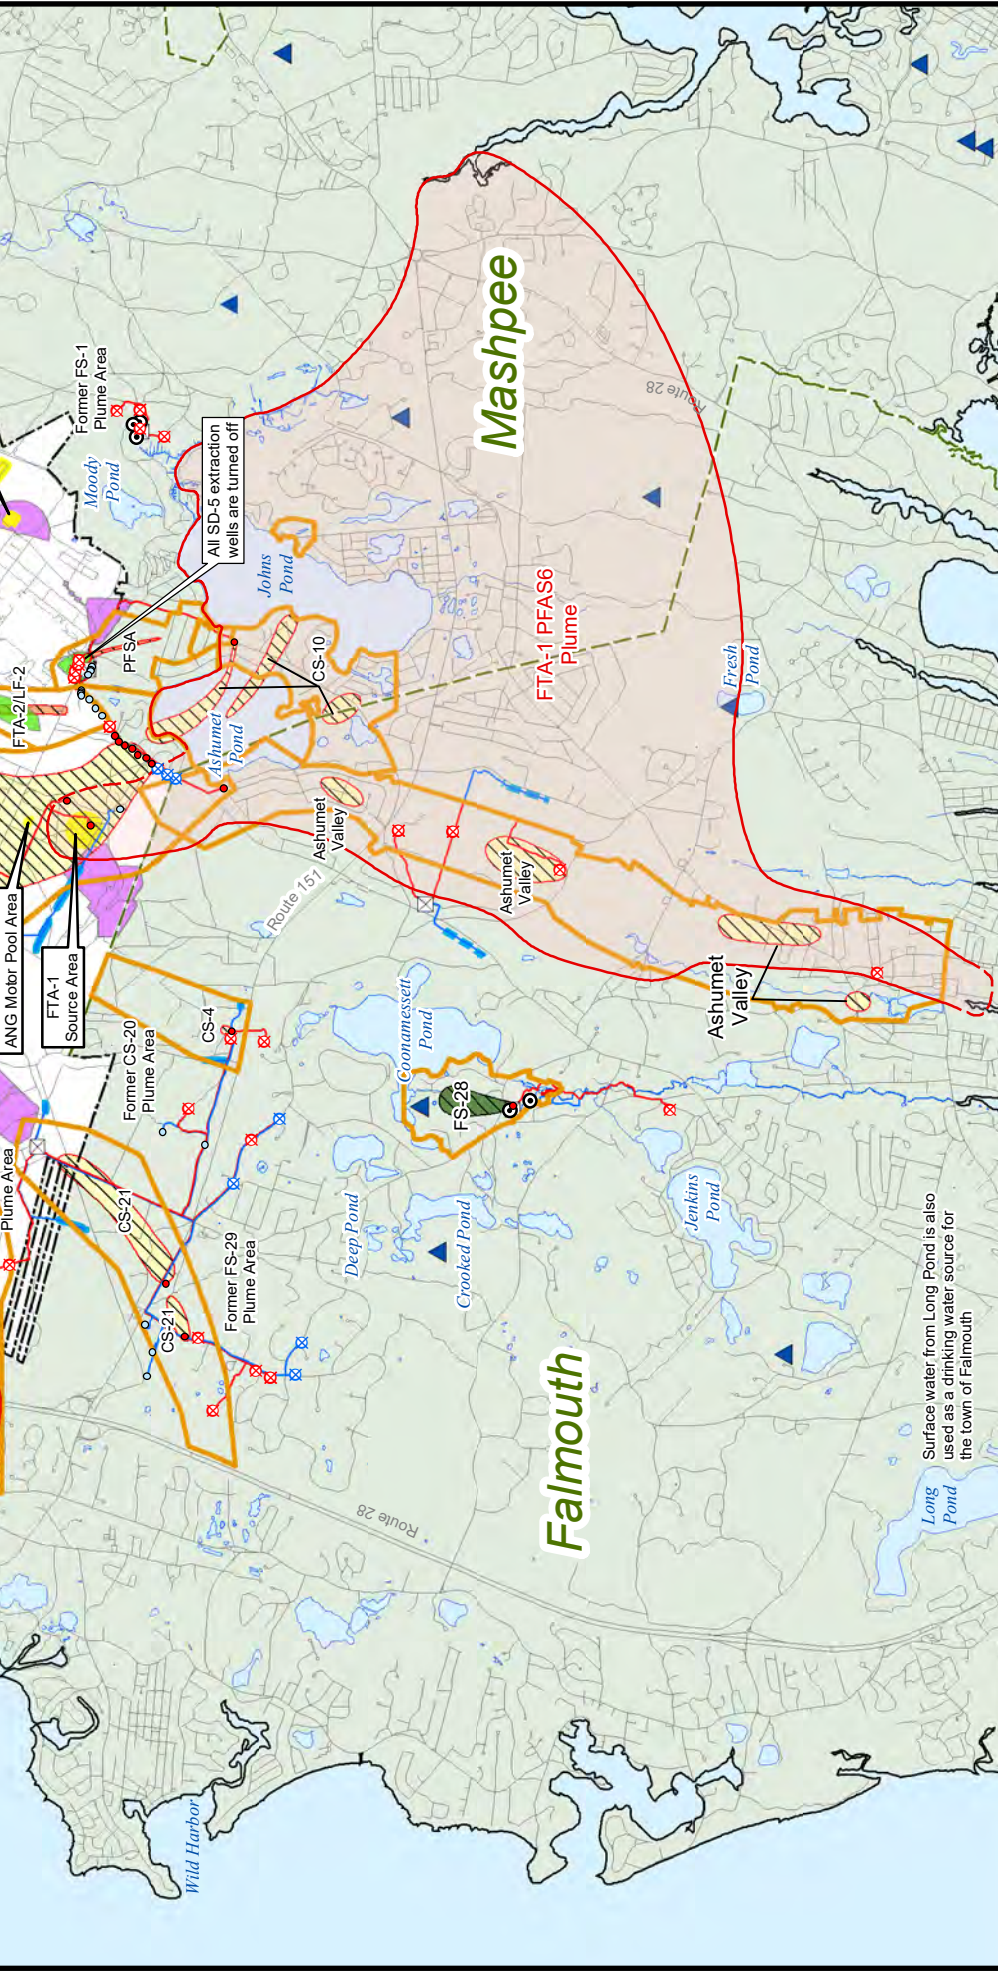 FTA-2/LF-2
ANG Motor Pool Area
FTA-1
Source Area
PFSA
Former FS-1
Plume Area
Moody
Pond
All SD-5 extraction
wells are turned off
Johns
Pond
CS-10
Ashumet
Pond
Ashumet
Valley
Route 151
Ashumet
Valley
Ashumet
Valley
Mashpee
FTA-1 PFAS6
Plume
Route 28
Fresh
Pond
Plume Area
Former CS-20
Plume Area
CS-4
CS-21
CS-21
Former FS-29
Plume Area
Coonamessett
Pond
FS-28
Deep Pond
Crooked Pond
Jenkins
Pond
Falmouth
Route 28
Wild Harbor
Long
Pond
Surface water from Long Pond is also
used as a drinking water source for
the town of Falmouth